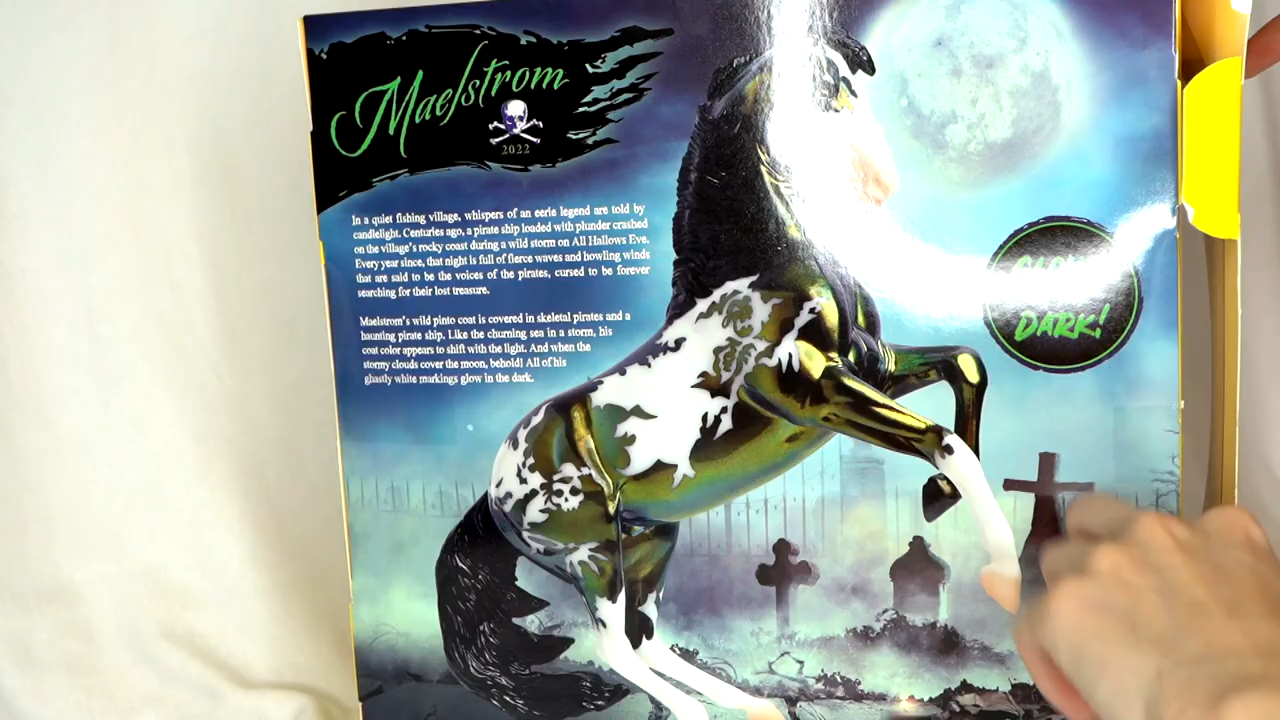 Maelstrom
2022
In a quiet fishing village, whispers of an eerie legend are told by
candlelight. Centuries ago, a pirate ship loaded with plunder crashed
on the village's rocky coast during a wild storm on All Hallows Eve.
Every year since, that night is full of fierce waves and howling winds
that are said to be the voices of the pirates, cursed to be forever
searching for their lost treasure.
Maelstrom's wild pinto coat is covered in skeletal pirates and a
haunting pirate ship. Like the churning sea in a storm, his
coat color appears to shift with the light. And when the
stormy clouds cover the moon, behold! All of his
ghastly white markings glow in the dark.
DARK!